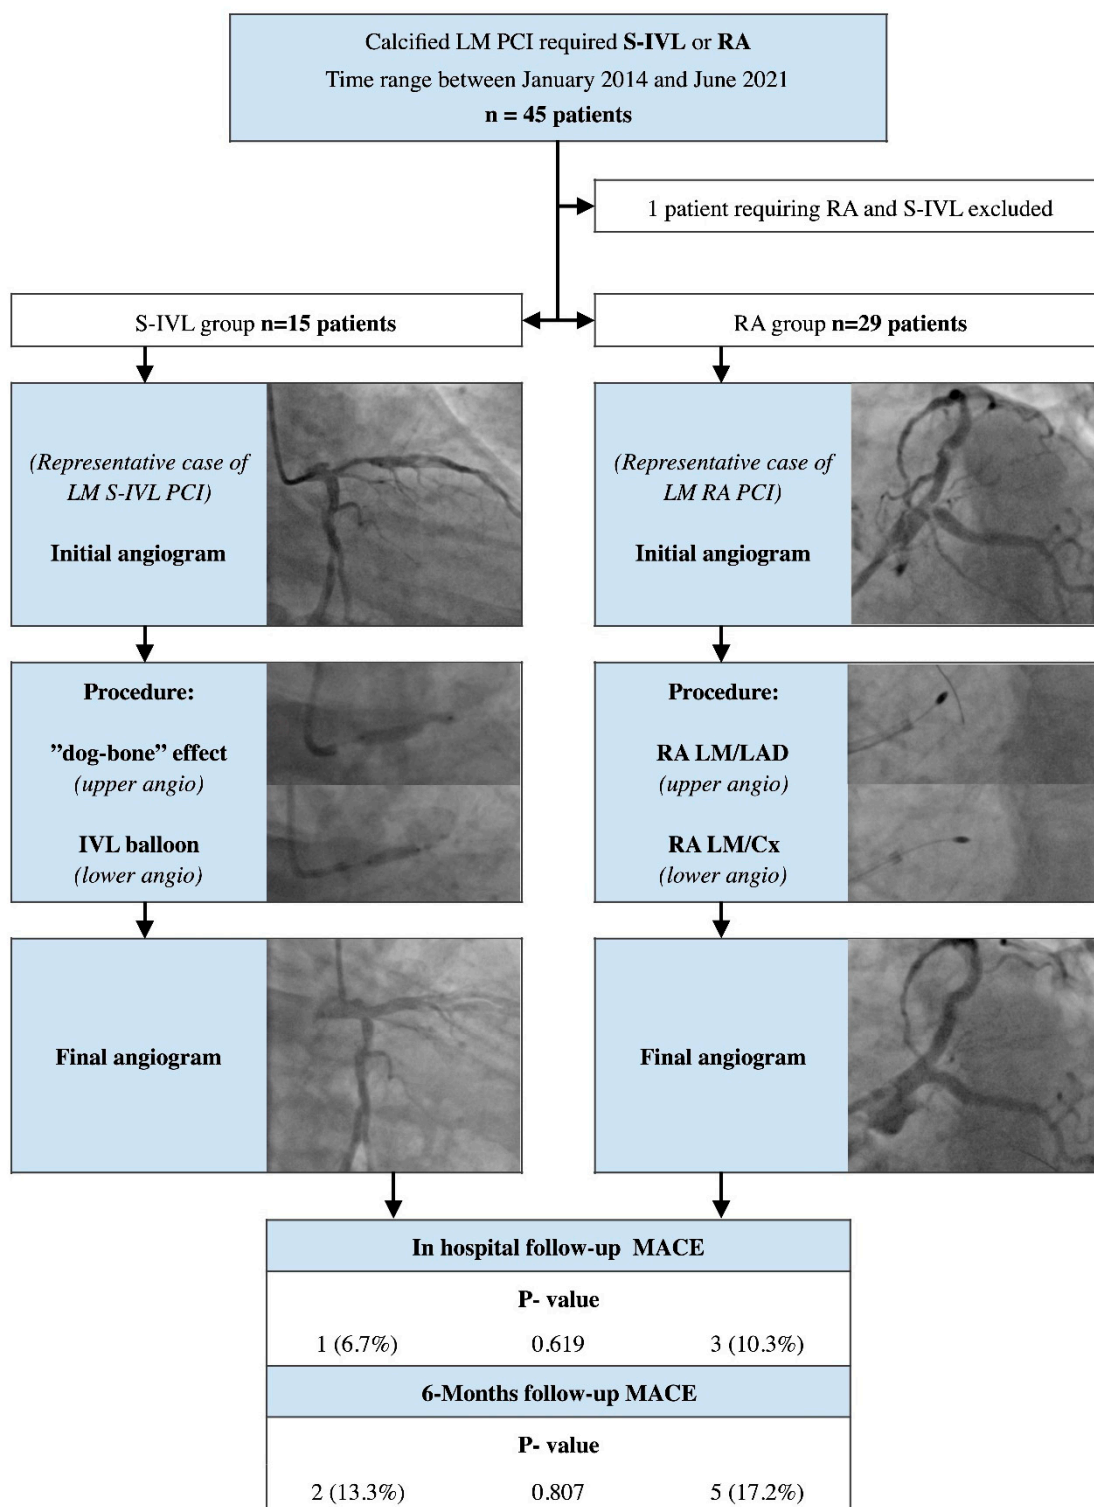 Calcified LM PCI required S-IVL or RA
Time range between January 2014 and June 2021
n = 45 patients
1 patient requiring RA and S-IVL excluded
S-IVL group n=15 patients
RA group n=29 patients
(Representative case of
LM S-IVL PCI)
Initial angiogram
(Representative case of
LM RA PCI)
Initial angiogram
Procedure:
”dog-bone” effect
(upper angio)
IVL balloon
(lower angio)
Procedure:
RA LM/LAD
(upper angio)
RA LM/Cx
(lower angio)
Final angiogram
Final angiogram
In hospital follow-up MACE
P- value
1 (6.7%) 0.619 3 (10.3%)
6-Months follow-up MACE
P- value
2 (13.3%) 0.807 5 (17.2%)